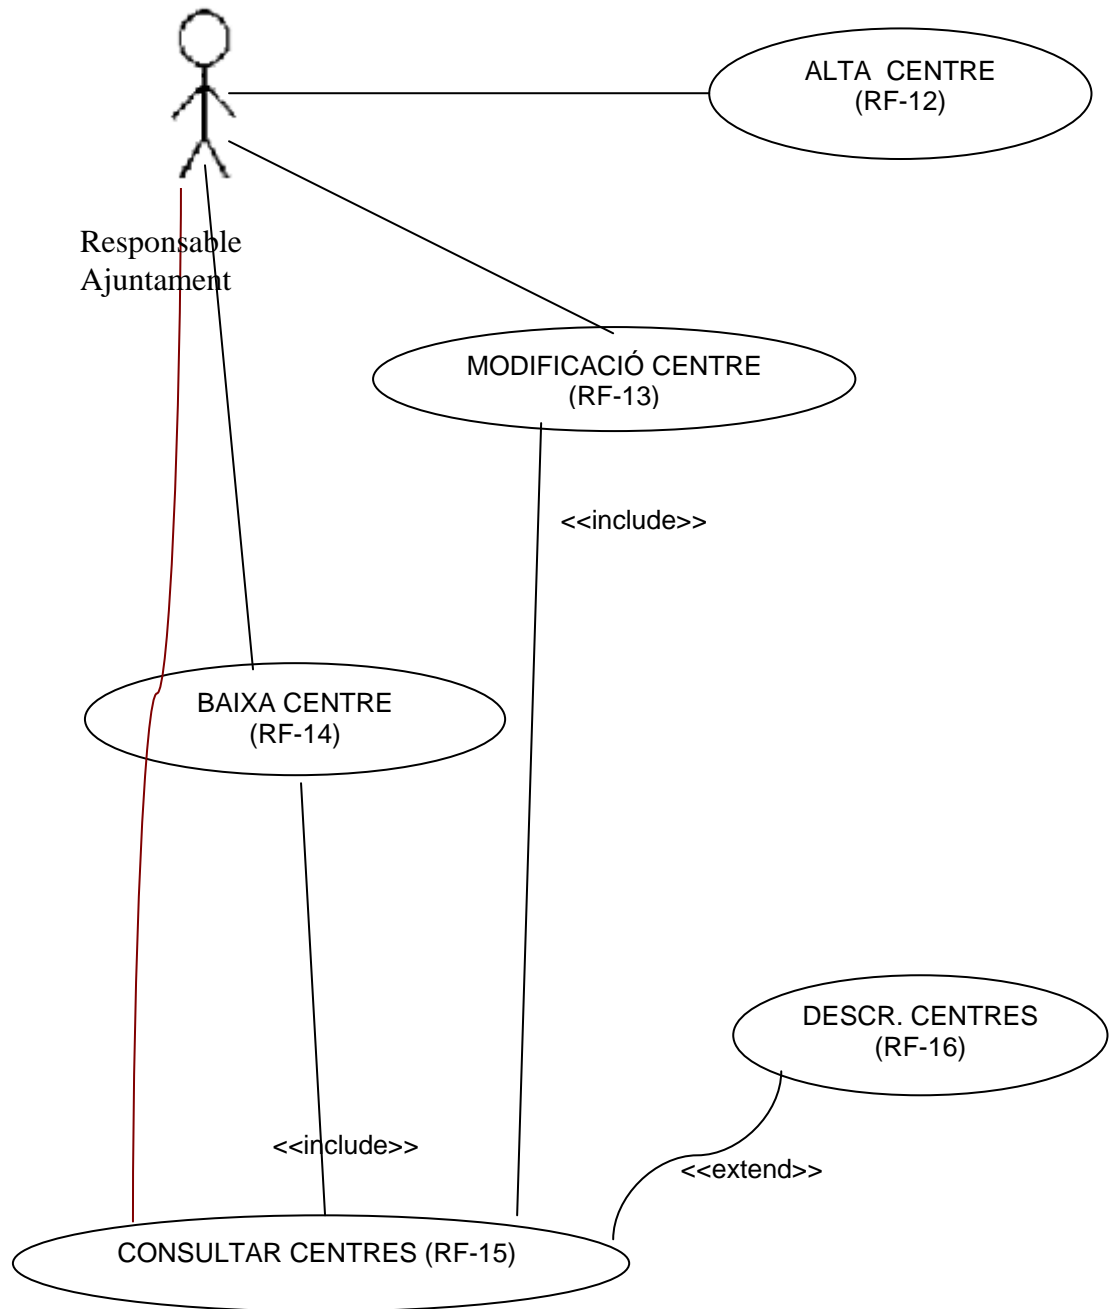 ALTA CENTRE
(RF-12)
Responsable
Ajuntament
MODIFICACIÓ CENTRE
(RF-13)
<<include>>
BAIXA CENTRE
(RF-14)
DESCR. CENTRES
(RF-16)
<<include>>
<<extend>>
CONSULTAR CENTRES (RF-15)